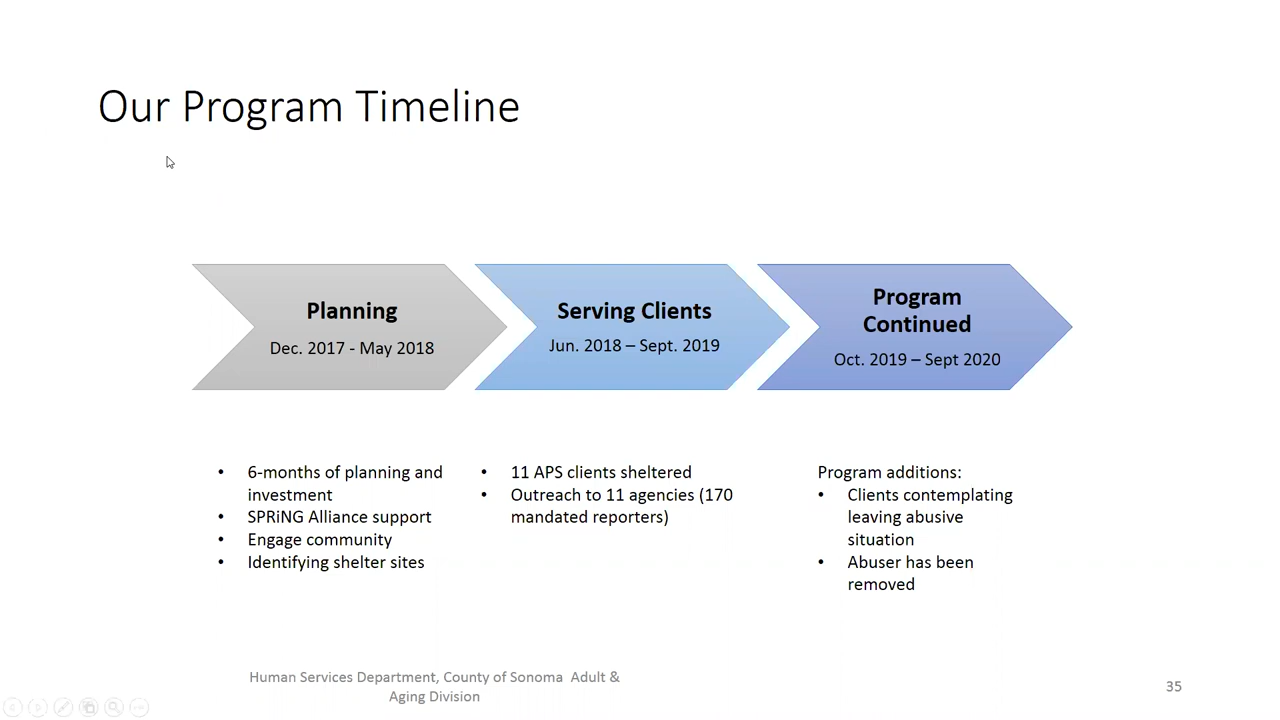 Our Program Timeline
Planning
Dec. 2017 - May 2018
Serving Clients
Jun. 2018 – Sept. 2019
Program
Continued
Oct. 2019 – Sept 2020
• 6-months of planning and
investment
• SPRiNG Alliance support
• Engage community
• Identifying shelter sites
• 11 APS clients sheltered
• Outreach to 11 agencies (170
mandated reporters)
Program additions:
• Clients contemplating
leaving abusive
situation
• Abuser has been
removed
Human Services Department, County of Sonoma Adult &
Aging Division
35